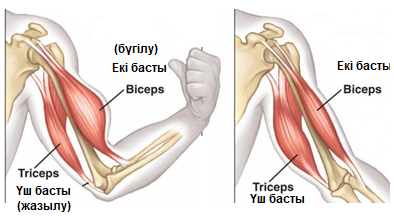 (бүгілу)
Екі басты
Biceps
Triceps
Үш басты
(жазылу)
Екі басты
Biceps
Triceps
Үш басты